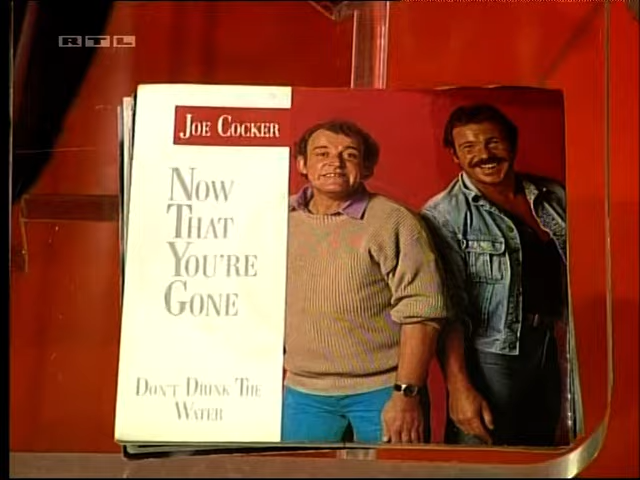 RTL
JOE COCKER
NOW
THAT
YOU'RE
GONE
DON'T DRINK THE
WATER